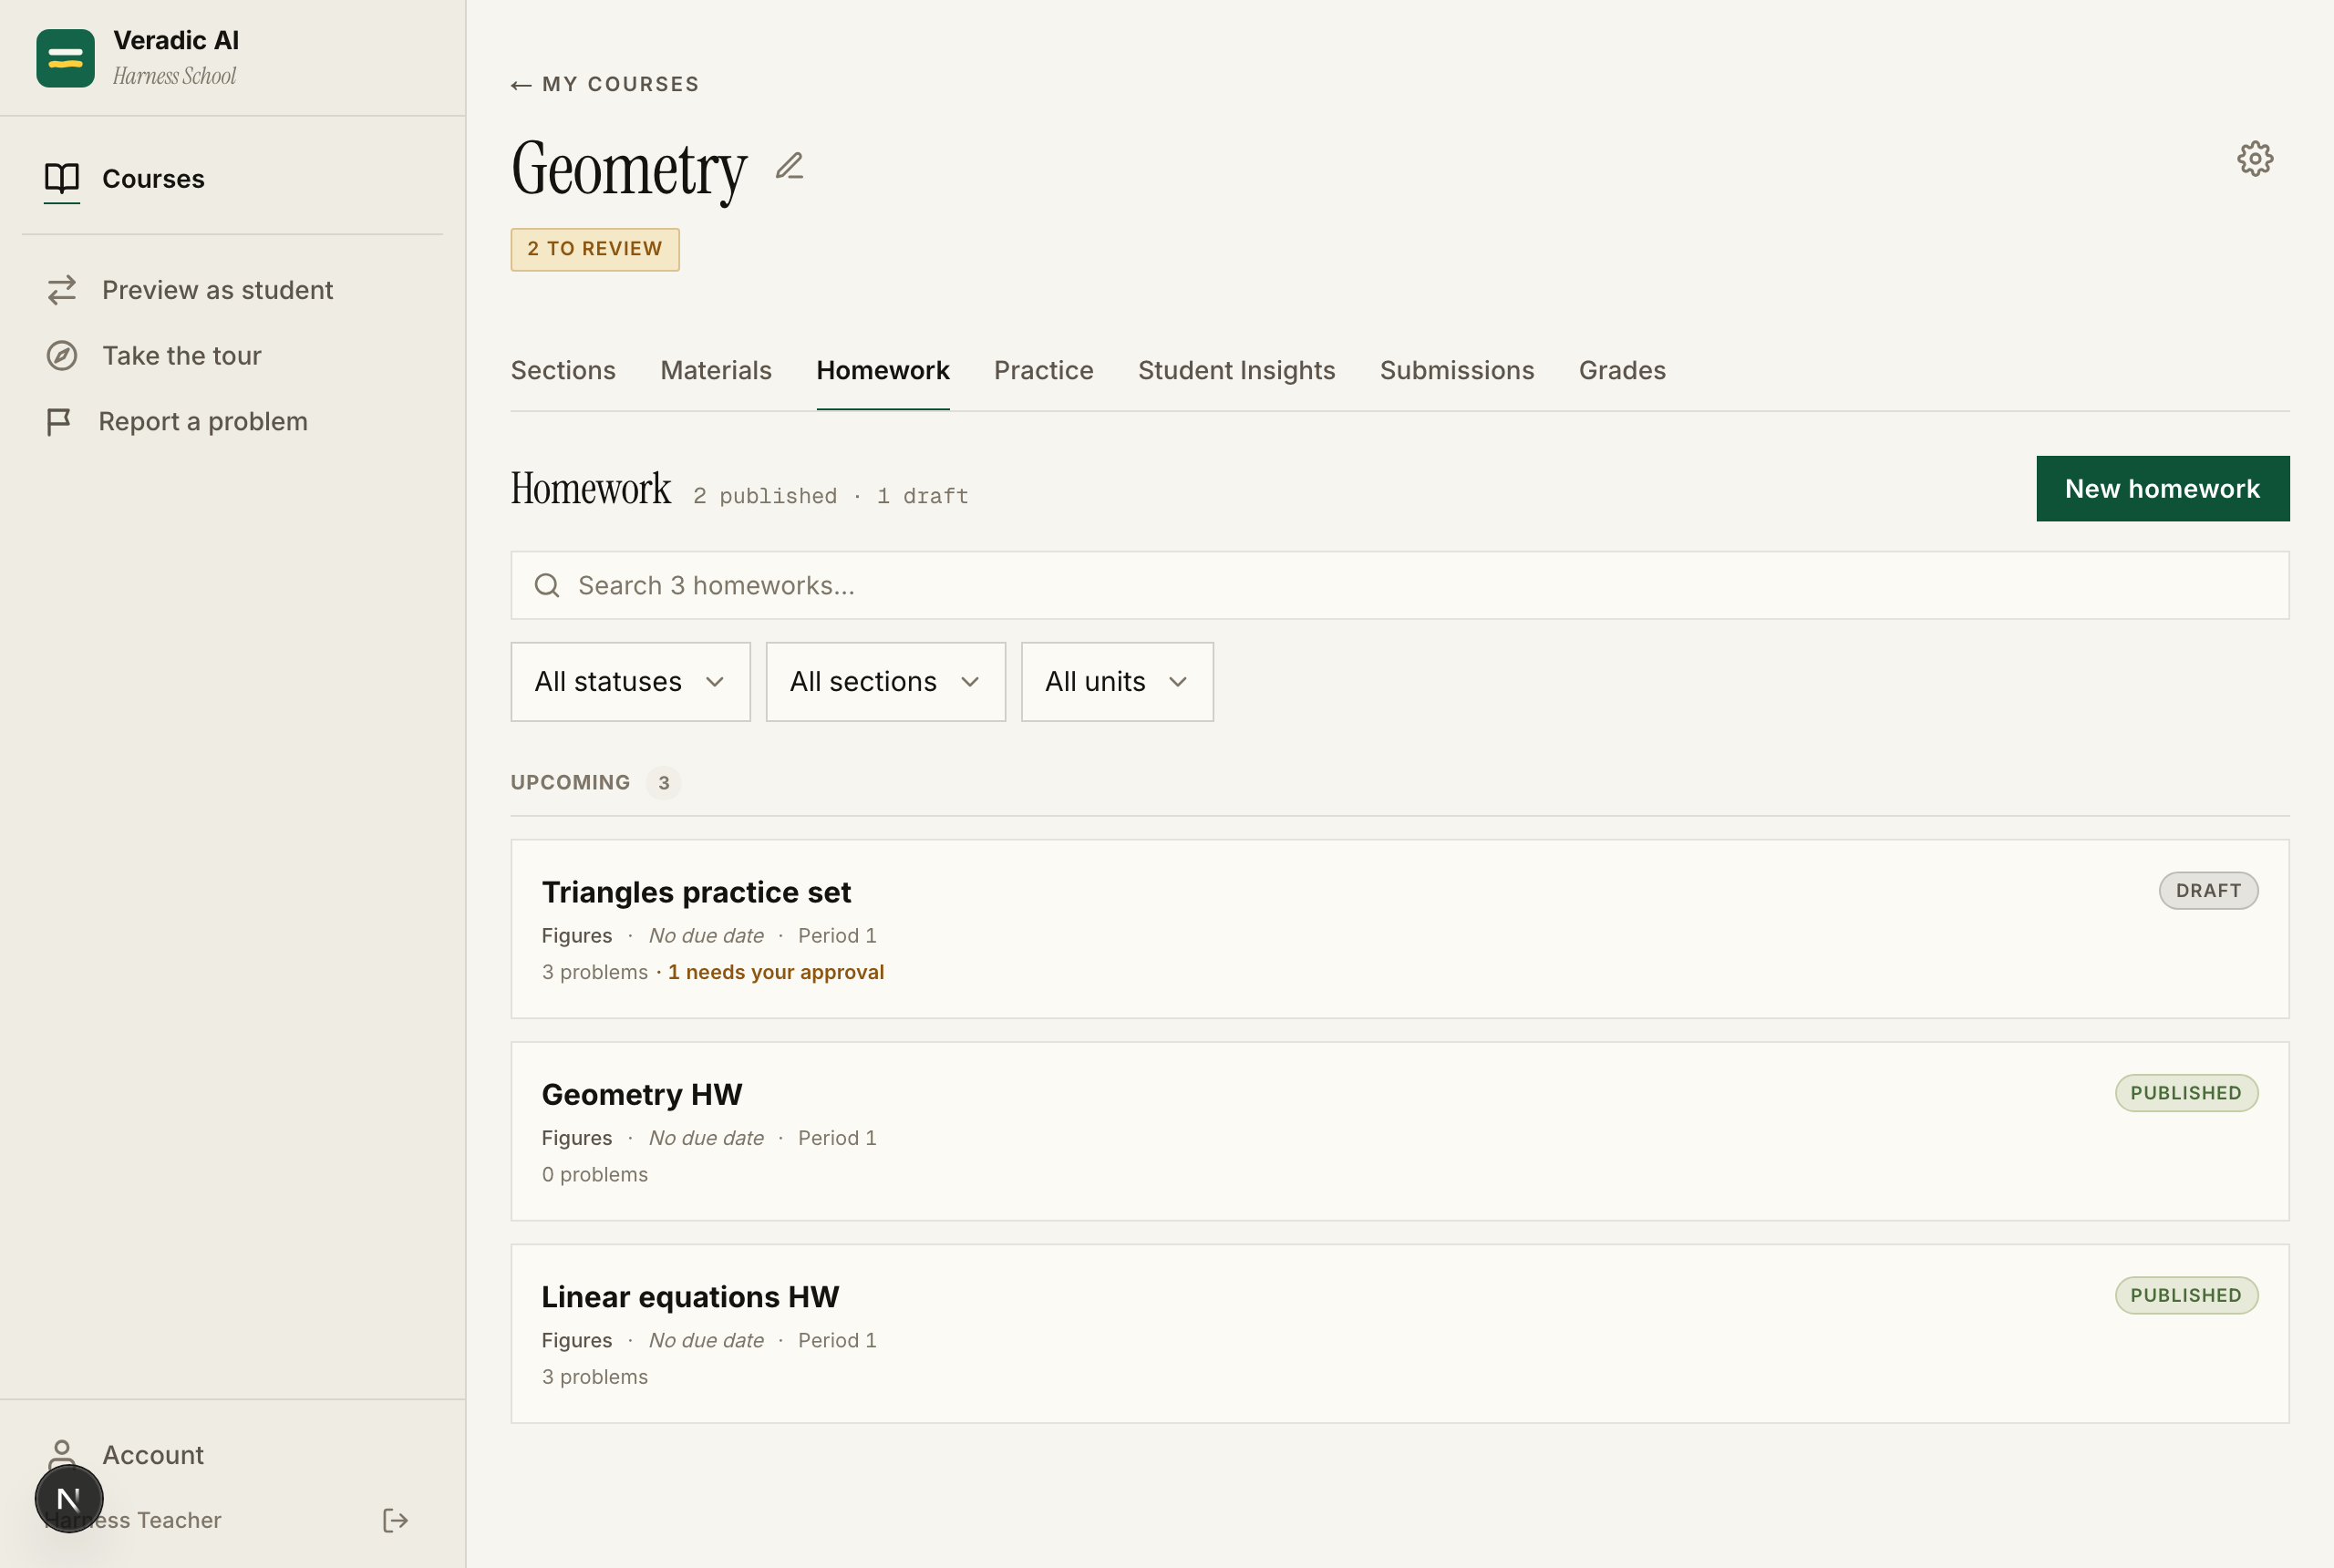 Veradic AI
Harness School
Courses
Preview as student
Take the tour
Report a problem
Account
N
ess Teacher
← MY COURSES
Geometry
2 TO REVIEW
Sections Materials Homework Practice Student Insights Submissions Grades
Homework 2 published · 1 draft
New homework
Search 3 homeworks...
All statuses All sections All units
UPCOMING 3
Triangles practice set
DRAFT
Figures · No due date · Period 1
3 problems · 1 needs your approval
Geometry HW
PUBLISHED
Figures · No due date · Period 1
0 problems
Linear equations HW
PUBLISHED
Figures · No due date · Period 1
3 problems